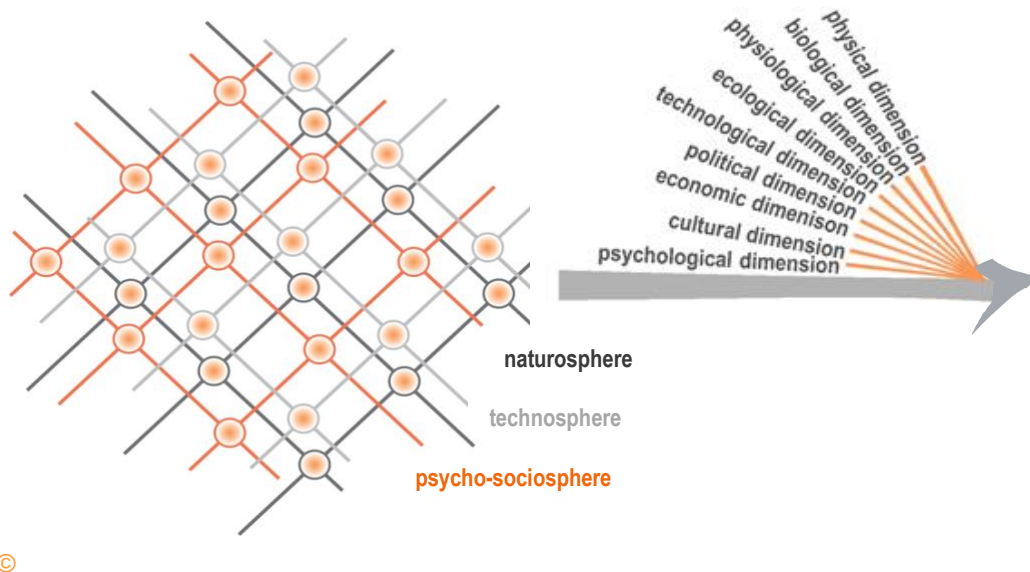 physical dimension
biological dimension
physiological dimension
ecological dimension
technological dimension
political dimension
economic dimenison
cultural dimension
psychological dimension
naturosphere
technosphere
psycho-sociosphere
©